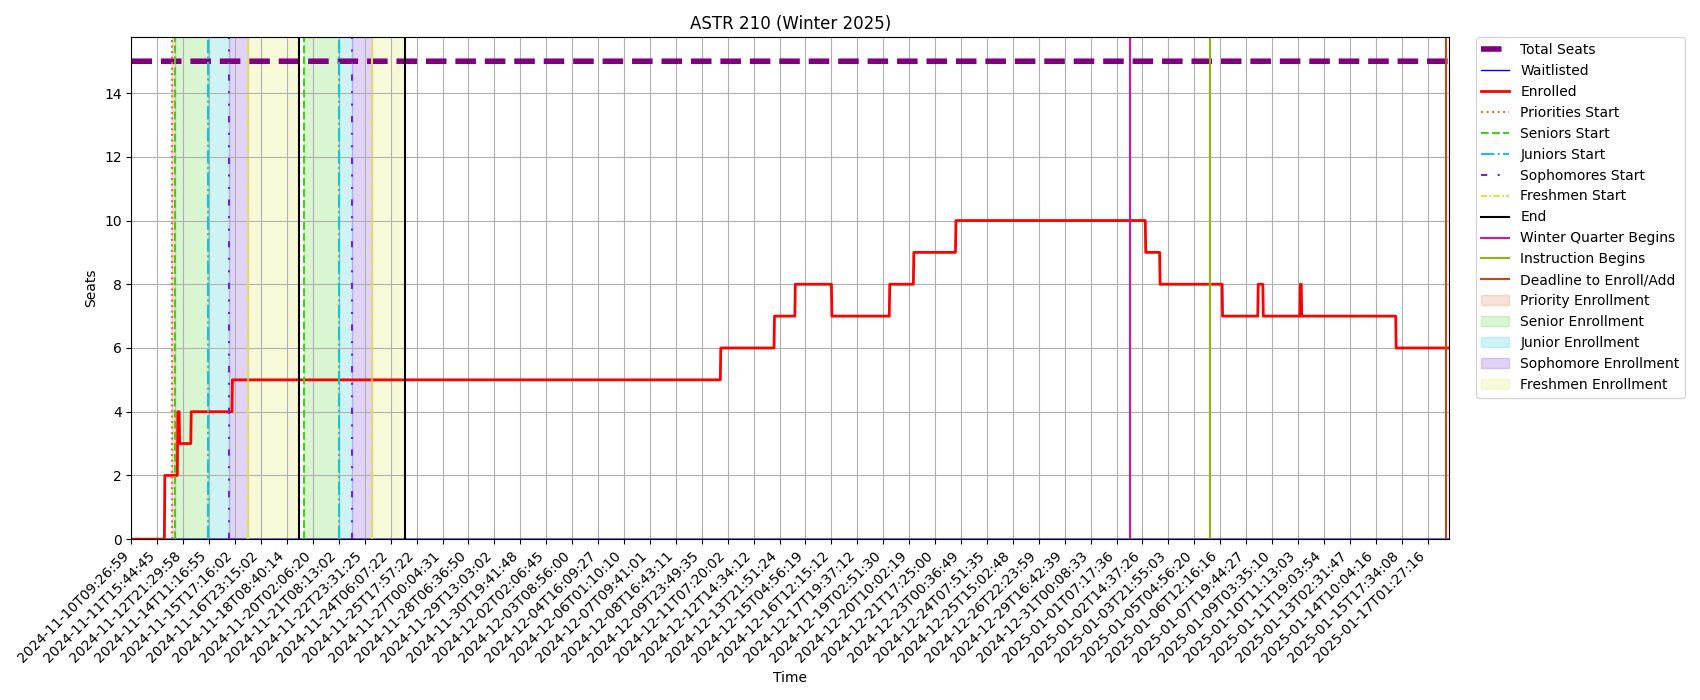 ASTR 210 (Winter 2025)
Seats
14
12
10
8
6
4
2
0
2024-11-10T09:26:59
2024-11-11T15:44:45
2024-11-12T21:29:58
2024-11-14T11:16:55
2024-11-15T17:16:02
2024-11-16T23:15:02
2024-11-18T08:40:14
2024-11-20T02:06:20
2024-11-21T08:13:02
2024-11-22T23:31:25
2024-11-24T06:07:22
2024-11-25T17:57:22
2024-11-27T00:04:31
2024-11-28T06:36:50
2024-11-29T13:03:02
2024-11-30T19:41:48
2024-12-02T02:06:45
2024-12-03T08:56:00
2024-12-04T16:09:27
2024-12-06T01:10:10
2024-12-07T09:41:01
2024-12-08T16:43:11
2024-12-09T23:49:35
2024-12-11T07:20:02
2024-12-12T14:34:12
2024-12-13T21:51:24
2024-12-15T04:56:19
2024-12-16T12:15:12
2024-12-17T19:37:12
2024-12-19T02:51:30
2024-12-20T10:02:19
2024-12-21T17:25:00
2024-12-23T00:36:49
2024-12-24T07:51:35
2024-12-25T15:02:48
2024-12-26T22:23:59
2024-12-29T16:42:39
2024-12-31T00:08:33
2025-01-01T07:17:36
2025-01-02T14:37:26
2025-01-03T21:55:03
2025-01-05T04:56:20
2025-01-06T12:16:16
2025-01-07T19:44:27
2025-01-09T03:35:10
2025-01-10T11:13:03
2025-01-11T19:03:54
2025-01-13T02:31:47
2025-01-14T10:04:16
2025-01-15T17:34:08
2025-01-17T01:27:16
Time
Total Seats
Waitlisted
Enrolled
Priorities Start
Seniors Start
Juniors Start
Sophomores Start
Freshmen Start
End
Winter Quarter Begins
Instruction Begins
Deadline to Enroll/Add
Priority Enrollment
Senior Enrollment
Junior Enrollment
Sophomore Enrollment
Freshmen Enrollment